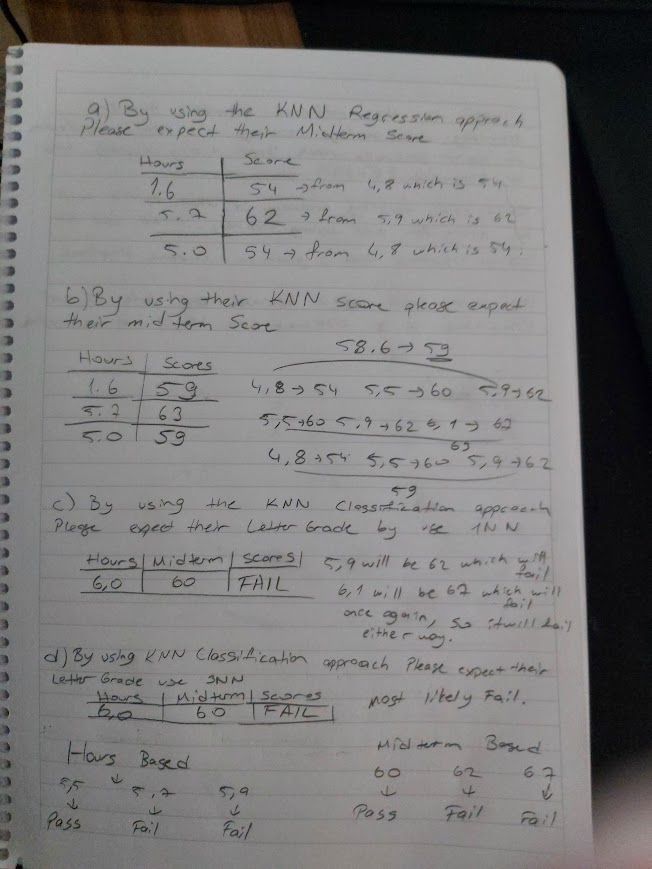 a) By using the KNN Regression approach
Please expect their Midterm Score
Hours | Score
1.6 | 54 → from 4,8 which is 54
5.7 | 62 → from 5,9 which is 62
5.0 | 54 → from 4,8 which is 54.
b) By using their KNN score please expect
their mid term Score
58.6 → 59
Hours | Scores
1.6 | 59 4,8 → 54 5,5 → 60 5,9 → 62
5.7 | 63 5,5 → 60 5,9 → 62 6,1 → 67
63
5.0 | 59 4,8 → 54 5,5 → 60 5,9 → 62
59
c) By using the KNN Classification approach
Please expect their Letter Grade by use 1NN
Hours | Midterm | Scores
6,0 | 60 | FAIL
5,9 will be 62 which will
fail
6,1 will be 67 which will
fail
once again, so it will fail
either way.
d) By using KNN Classification approach Please expect their
Letter Grade use 3NN
Hours | Midterm | Scores
6,0 | 60 | FAIL
most likely Fail.
Hours Based
5,5 5,7 5,9
Pass Fail Fail
Midterm Based
60 62 67
Pass Fail Fail